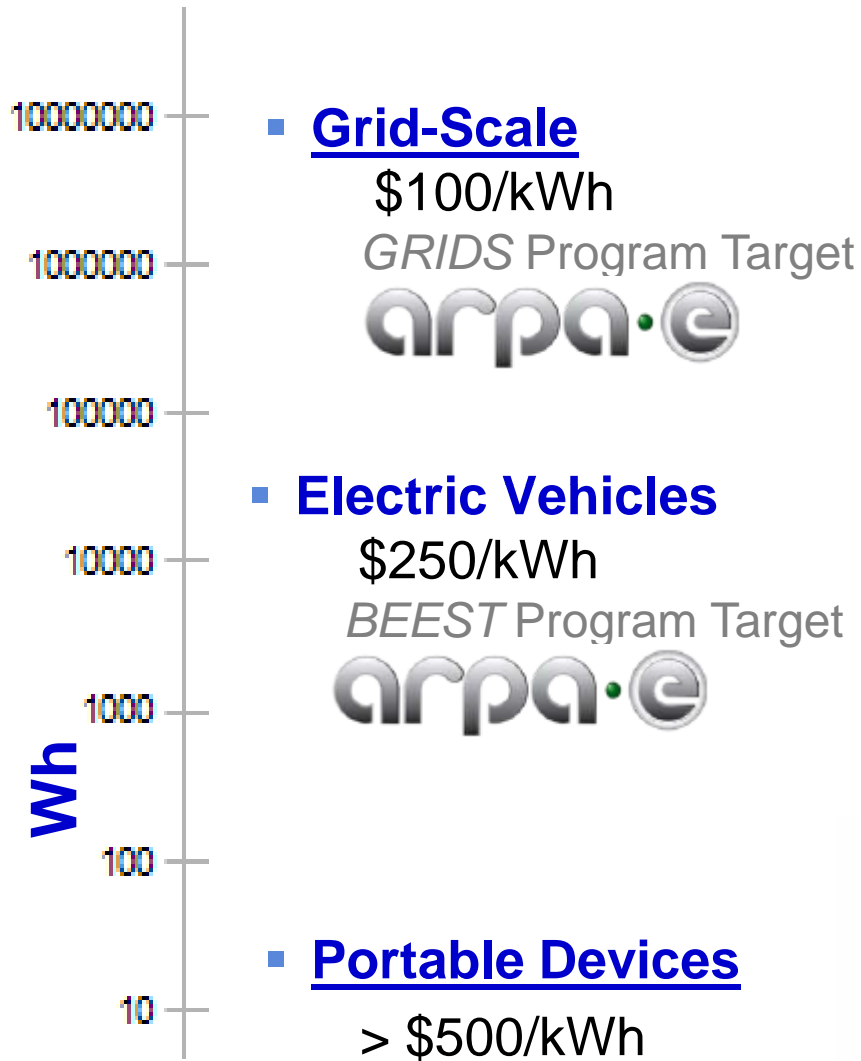 10000000
Grid-Scale
$100/kWh
GRIDS Program Target
1000000
arpa·e
100000
Electric Vehicles
10000
$250/kWh
BEEST Program Target
arpa·e
1000
Wh
100
Portable Devices
10
> $500/kWh